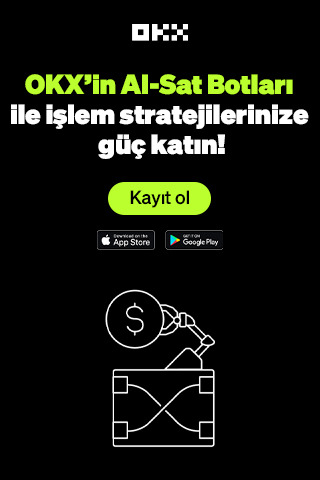 OKX
OKX'in Al-Sat Botları
ile işlem stratejilerinize
güç katın!
Kayıt ol
Download on the
App Store
GET IT ON
Google Play
$